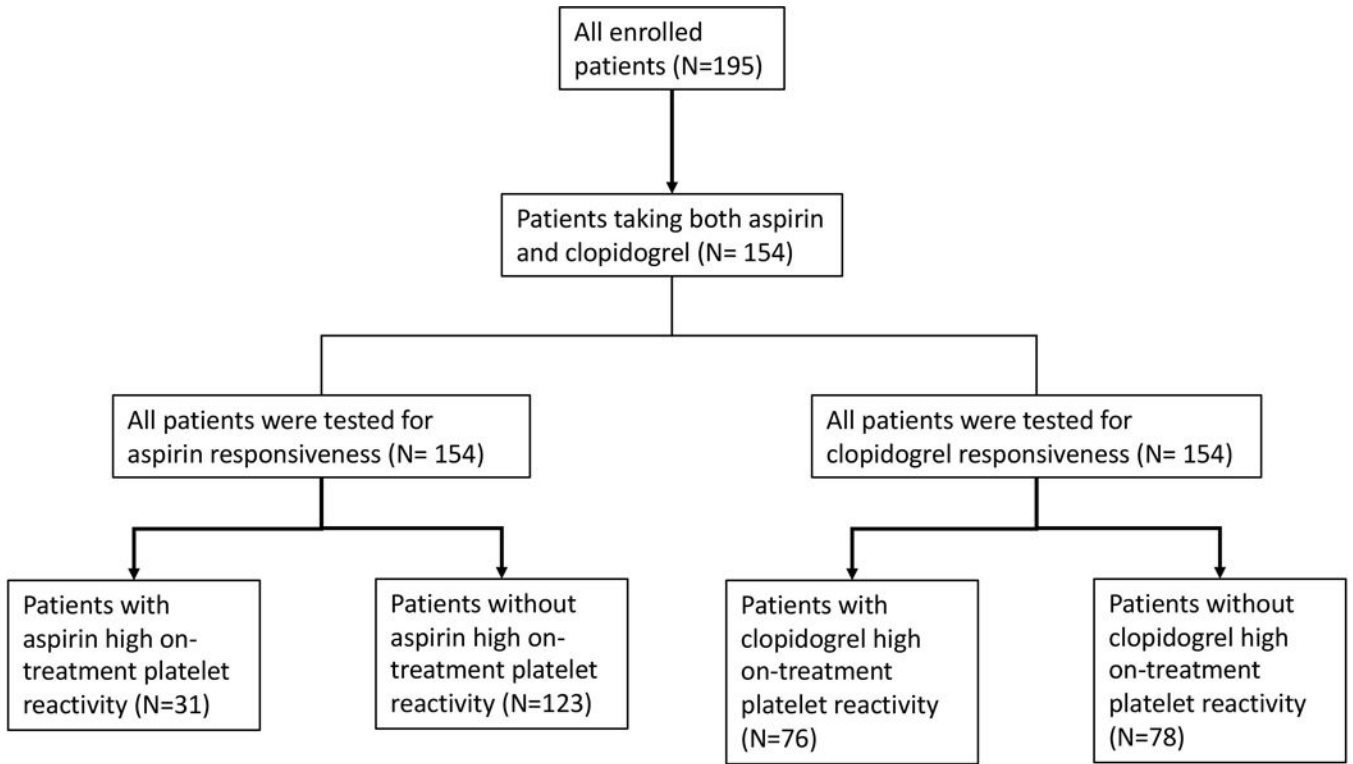 All enrolled
patients (N=195)
Patients taking both aspirin
and clopidogrel (N= 154)
All patients were tested for
aspirin responsiveness (N= 154)
All patients were tested for
clopidogrel responsiveness (N= 154)
Patients with
aspirin high on-
treatment platelet
reactivity (N=31)
Patients without
aspirin high on-
treatment platelet
reactivity (N=123)
Patients with
clopidogrel high
on-treatment
platelet reactivity
(N=76)
Patients without
clopidogrel high
on-treatment
platelet reactivity
(N=78)